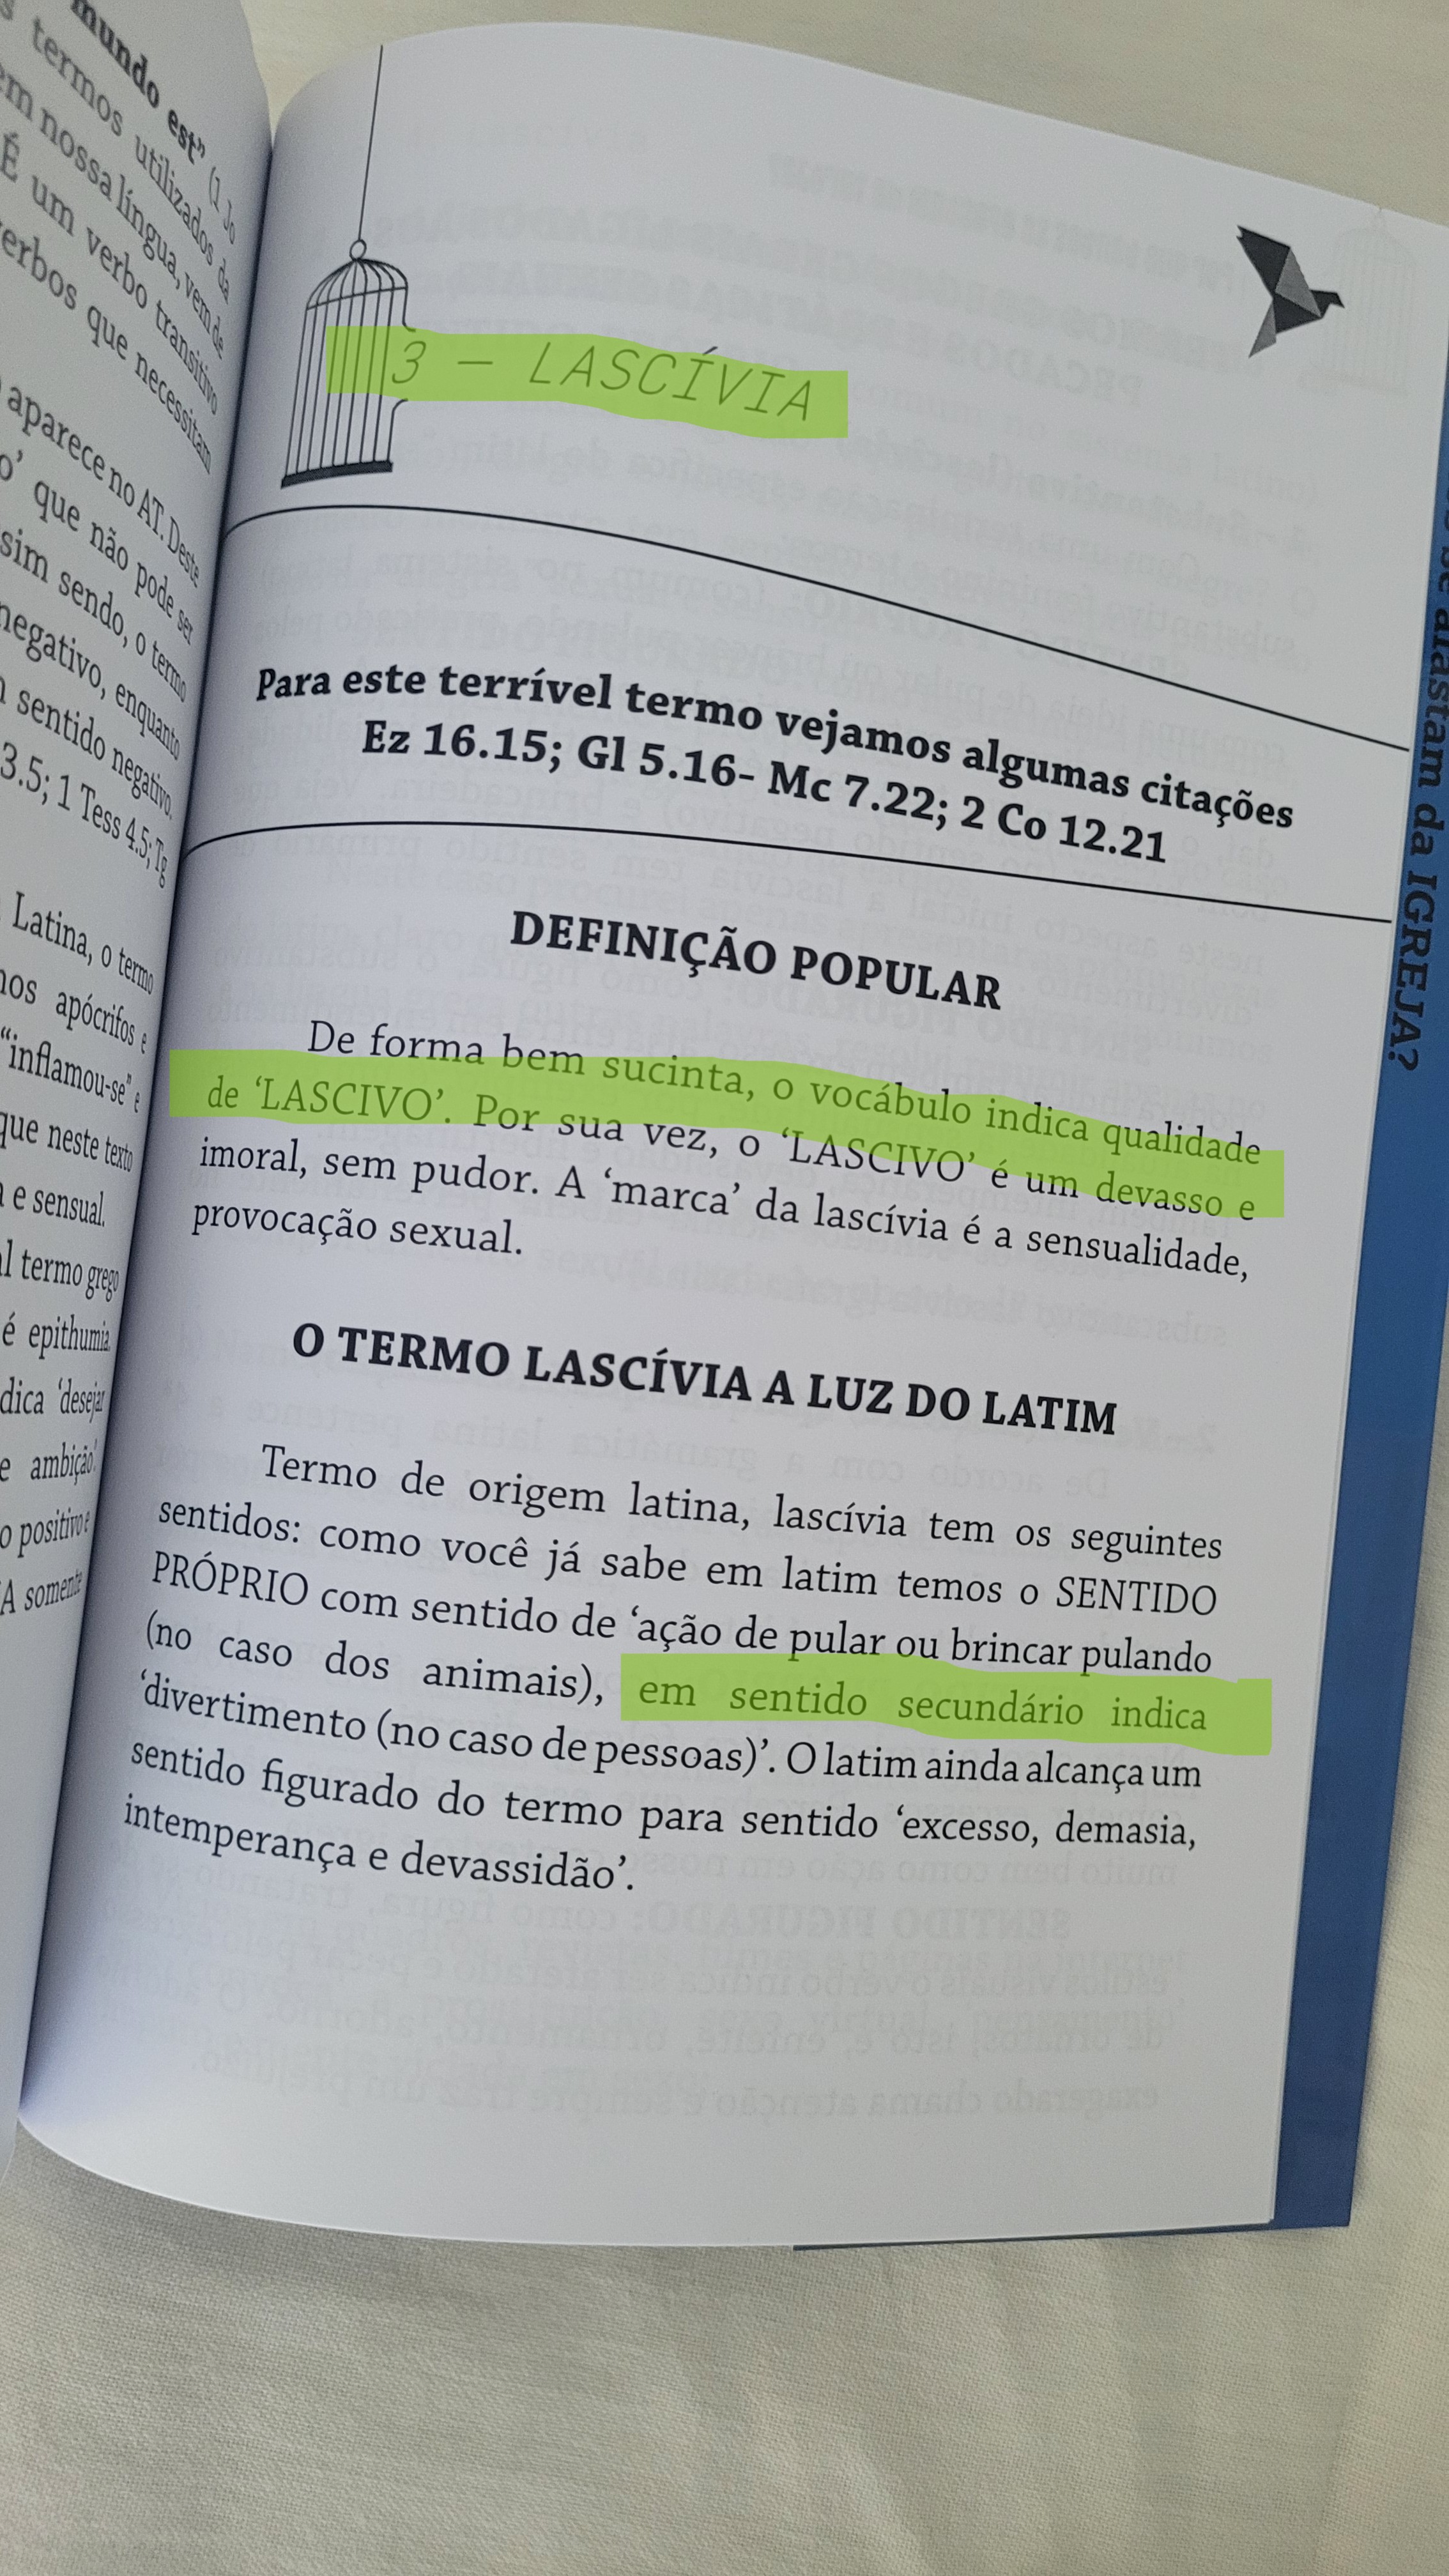 mundo est” (1 Jo
termos utilizados da
em nossa língua, vem de
É um verbo transitivo
verbos que necessitam
aparece no AT. Deste
que não pode ser
sim sendo, o termo
negativo, enquanto
sentido negativo.
3.5; 1 Tess 4.5; Tg
Latina, o termo
apócrifos e
“inflamou-se” e
que neste texto
e sensual.
termo grego
é epithumia.
‘desejar
e ambição’.
positivo e
A somente
3 – LASCÍVIA
Para este terrível termo vejamos algumas citações
Ez 16.15; Gl 5.16- Mc 7.22; 2 Co 12.21
DEFINIÇÃO POPULAR
De forma bem sucinta, o vocábulo indica qualidade
de ‘LASCIVO’. Por sua vez, o ‘LASCIVO’ é um devasso e
imoral, sem pudor. A ‘marca’ da lascívia é a sensualidade,
provocação sexual.
O TERMO LASCÍVIA A LUZ DO LATIM
Termo de origem latina, lascívia tem os seguintes
sentidos: como você já sabe em latim temos o SENTIDO
PRÓPRIO com sentido de ‘ação de pular ou brincar pulando
(no caso dos animais), em sentido secundário indica
‘divertimento (no caso de pessoas)’. O latim ainda alcança um
sentido figurado do termo para sentido ‘excesso, demasia,
intemperança e devassidão’.
afastam da IGREJA?